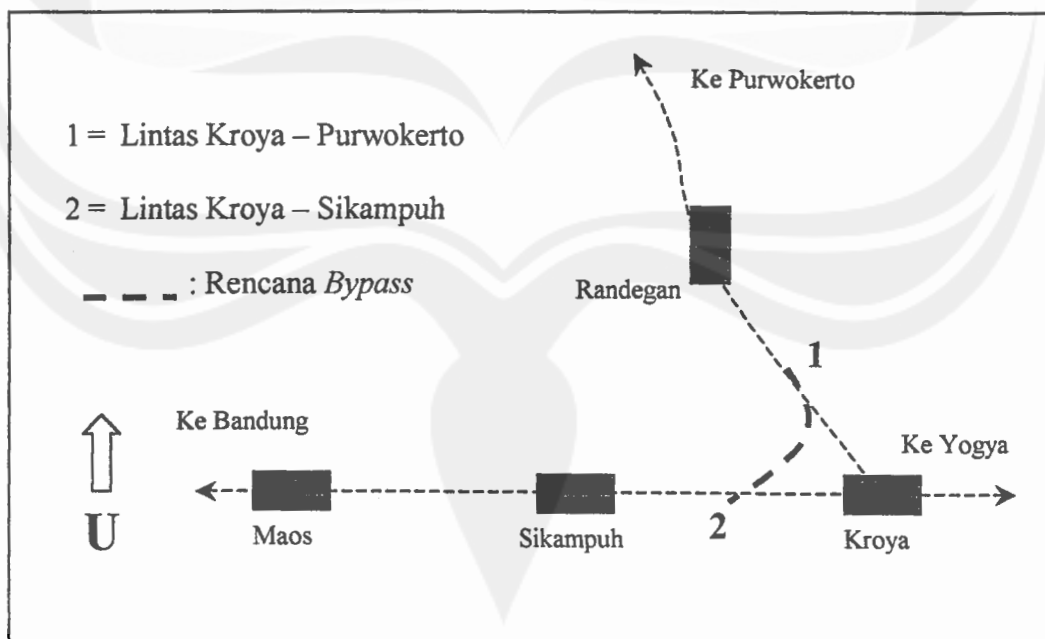 Ke Purwokerto
1 = Lintas Kroya – Purwokerto
2 = Lintas Kroya – Sikampuh
: Rencana Bypass
Randegan
1
Ke Bandung
Ke Yogya
U
Maos
Sikampuh
2
Kroya